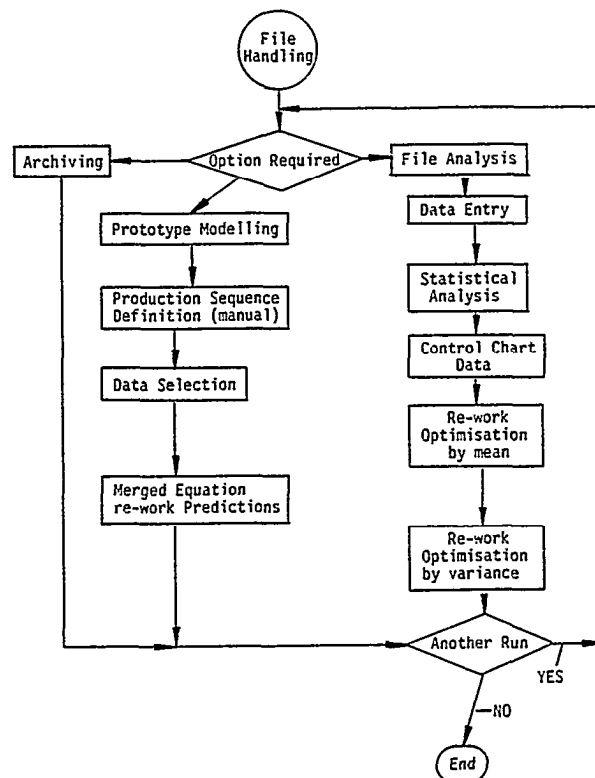 File
Handling
Option Required
Archiving
Prototype Modelling
Production Sequence
Definition (manual)
Data Selection
Merged Equation
re-work Predictions
File Analysis
Data Entry
Statistical
Analysis
Control Chart
Data
Re-work
Optimisation
by mean
Re-work
Optimisation
by variance
Another Run
YES
NO
End